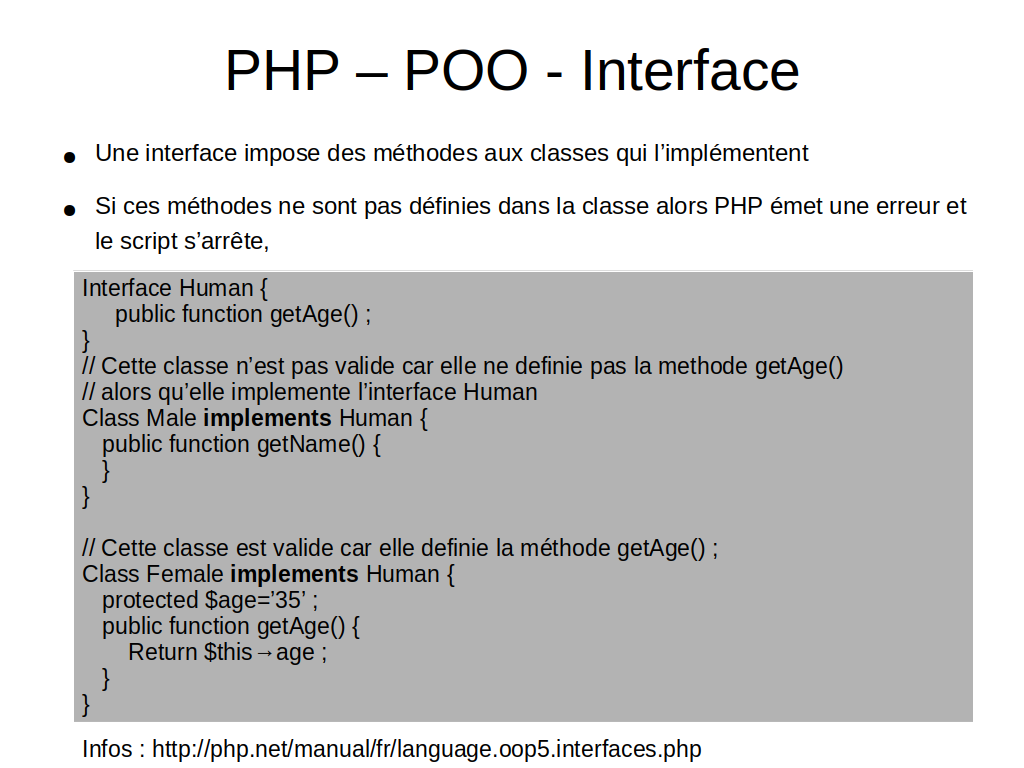 PHP – POO - Interface
● Une interface impose des méthodes aux classes qui l’implémentent
● Si ces méthodes ne sont pas définies dans la classe alors PHP émet une erreur et
le script s’arrête,
Interface Human {
public function getAge() ;
}
// Cette classe n’est pas valide car elle ne definie pas la methode getAge()
// alors qu’elle implemente l’interface Human
Class Male implements Human {
public function getName() {
}
}
// Cette classe est valide car elle definie la méthode getAge() ;
Class Female implements Human {
protected $age=’35’ ;
public function getAge() {
Return $this→age ;
}
}
Infos : http://php.net/manual/fr/language.oop5.interfaces.php